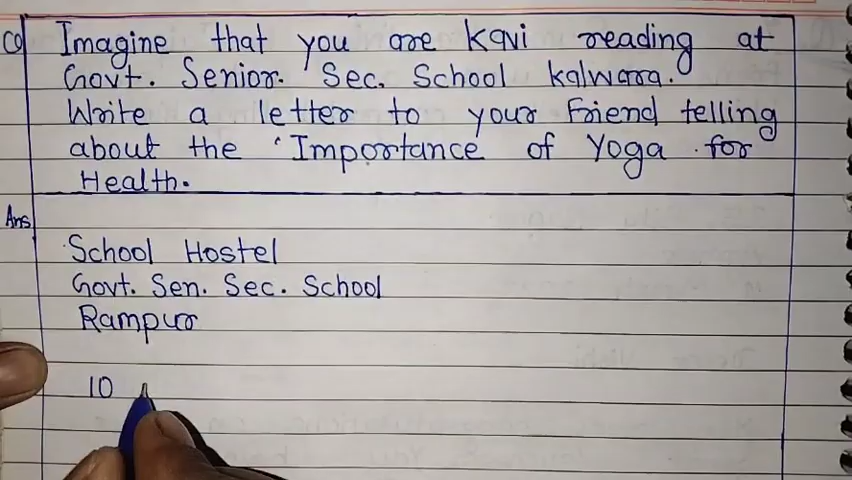 Q Imagine that you are Kavi reading at
Govt. Senior. Sec. School Kalwara.
Write a letter to your Friend telling
about the 'Importance of Yoga for
Health.
Ans School Hostel
Govt. Sen. Sec. School
Rampur
10